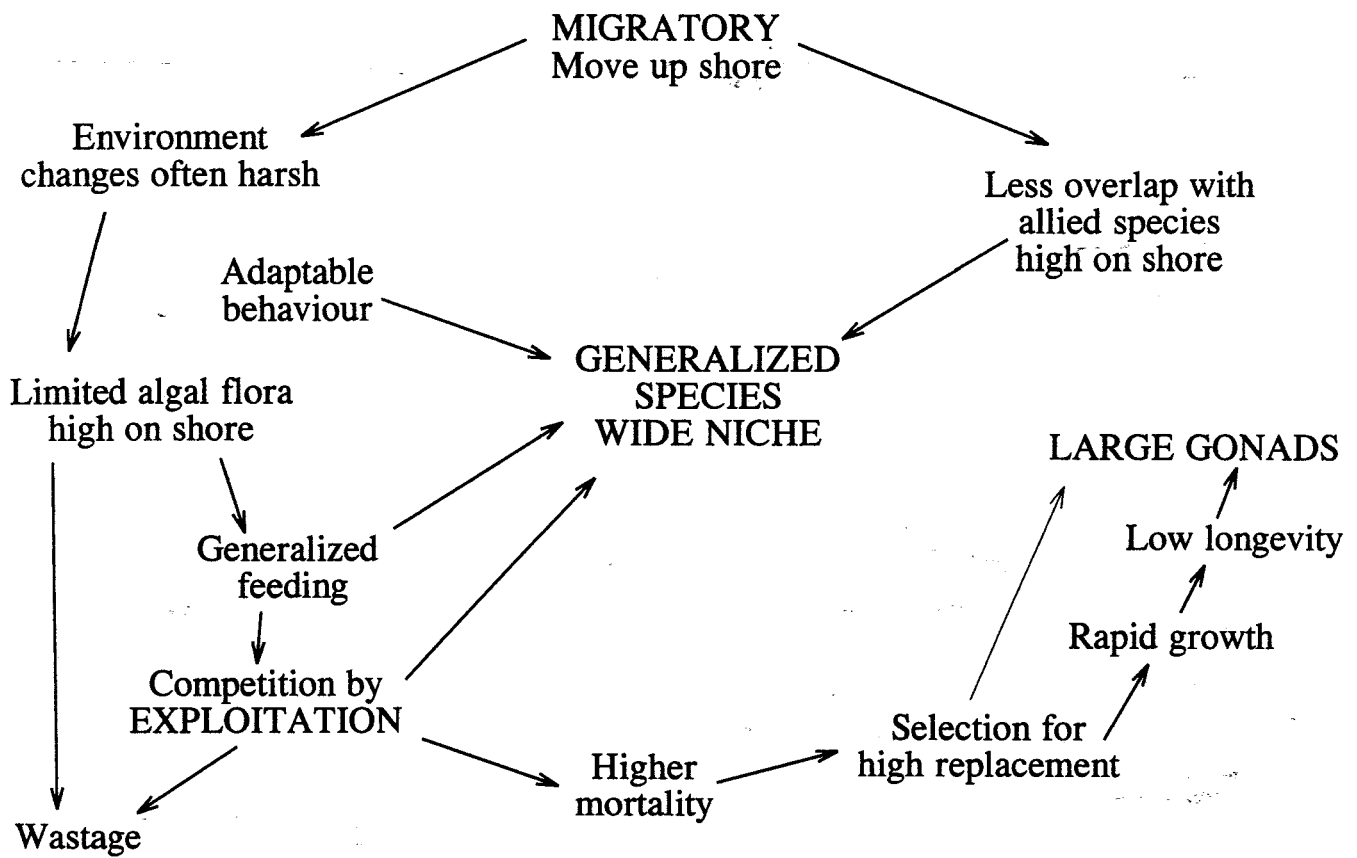 MIGRATORY
Move up shore
Environment
changes often harsh
Less overlap with
allied species
high on shore
Adaptable
behaviour
GENERALIZED
SPECIES
WIDE NICHE
Limited algal flora
high on shore
LARGE GONADS
Low longevity
Generalized
feeding
Rapid growth
Competition by
EXPLOITATION
Selection for
high replacement
Higher
mortality
Wastage